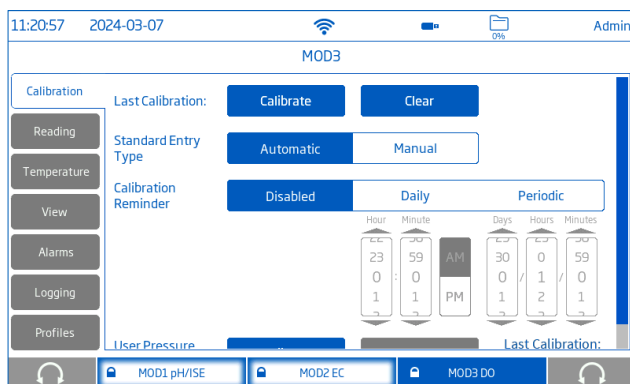 11:20:57 2024-03-07 0% Admin
MOD3
Calibration
Reading
Temperature
View
Alarms
Logging
Profiles
Last Calibration: Calibrate Clear
Standard Entry
Type
Automatic Manual
Calibration
Reminder
Disabled Daily Periodic
Hour Minute Days Hours Minutes
23 59 AM 30 0 59
0 : 0 0 / 1 / 0
1 1 PM 1 2 1
User Pressure Last Calibration:
MOD1 pH/ISE MOD2 EC MOD3 DO